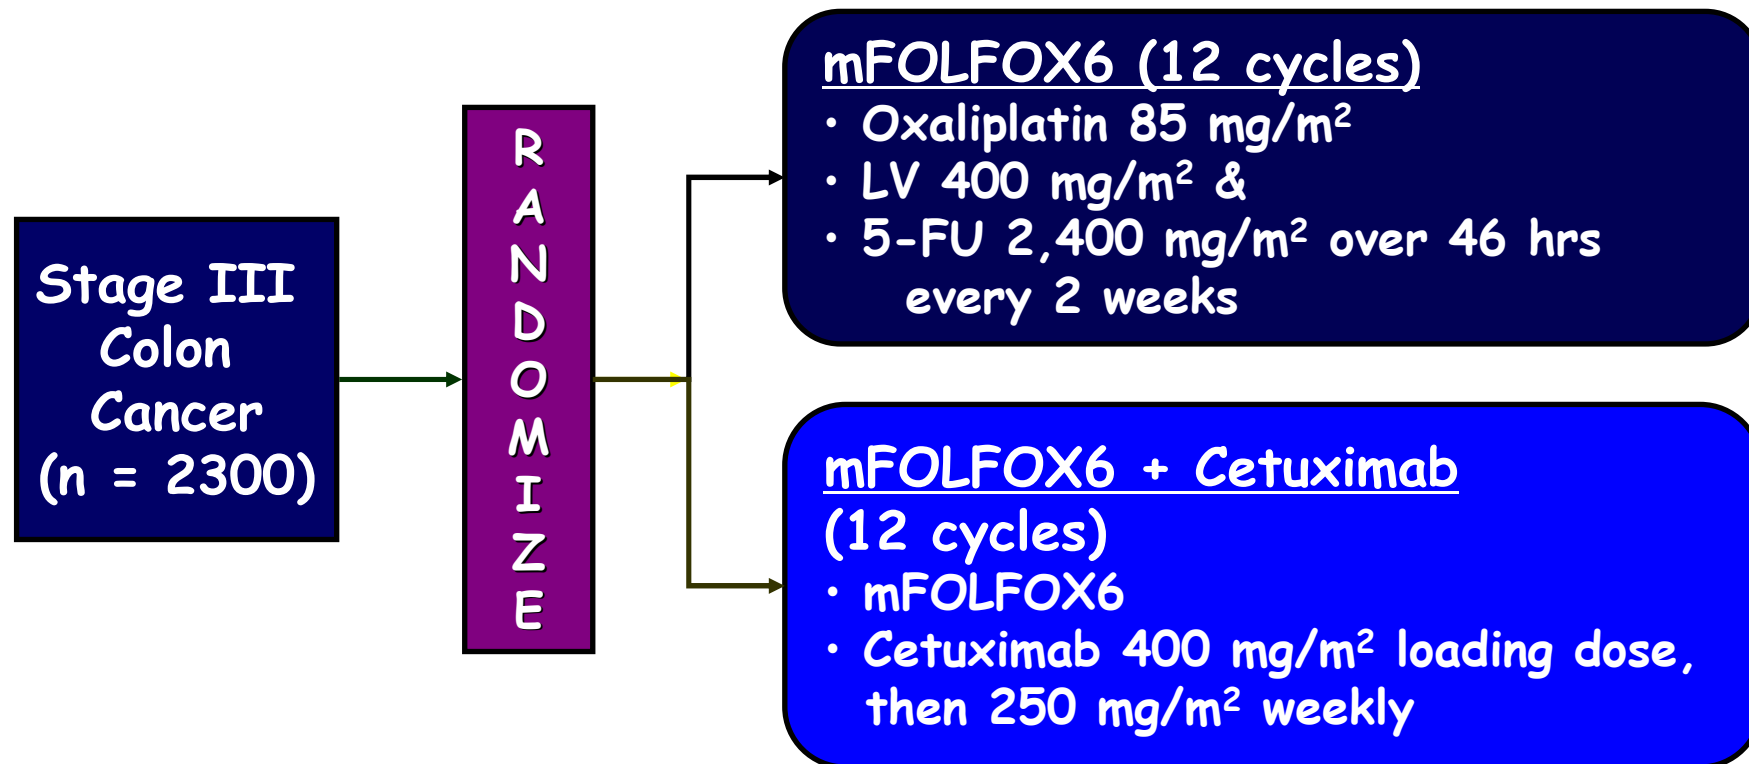 Stage III
Colon
Cancer
(n = 2300)
RANDOMIZE
mFOLFOX6 (12 cycles)
• Oxaliplatin 85 mg/m²
• LV 400 mg/m² &
• 5-FU 2,400 mg/m² over 46 hrs
every 2 weeks
mFOLFOX6 + Cetuximab
(12 cycles)
• mFOLFOX6
• Cetuximab 400 mg/m² loading dose,
then 250 mg/m² weekly